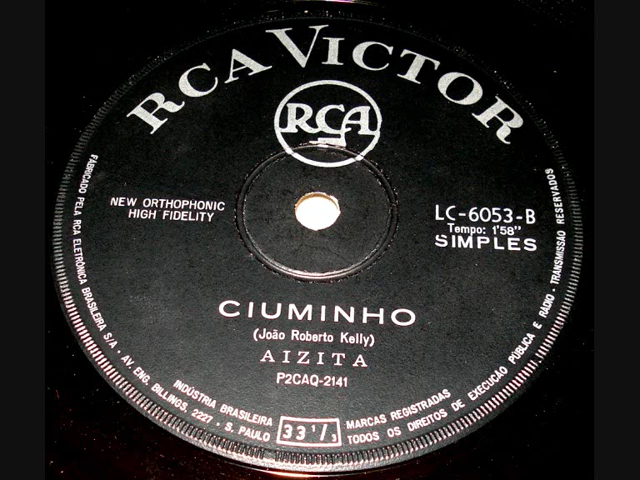 RCA VICTOR
RCA
NEW ORTHOPHONIC
HIGH FIDELITY
LC-6053-B
Tempo: 1'58"
SIMPLES
CIUMINHO
(João Roberto Kelly)
AIZITA
P2CAQ-2141
FABRICADO PELA RCA ELETRÔNICA BRASILEIRA S/A · AV. ENG. BILLINGS, 2227 · S. PAULO
INDÚSTRIA BRASILEIRA
33 1/3
MARCAS REGISTRADAS
TODOS OS DIREITOS DE EXECUÇÃO PÚBLICA E RÁDIO · TRANSMISSÃO RESERVADOS